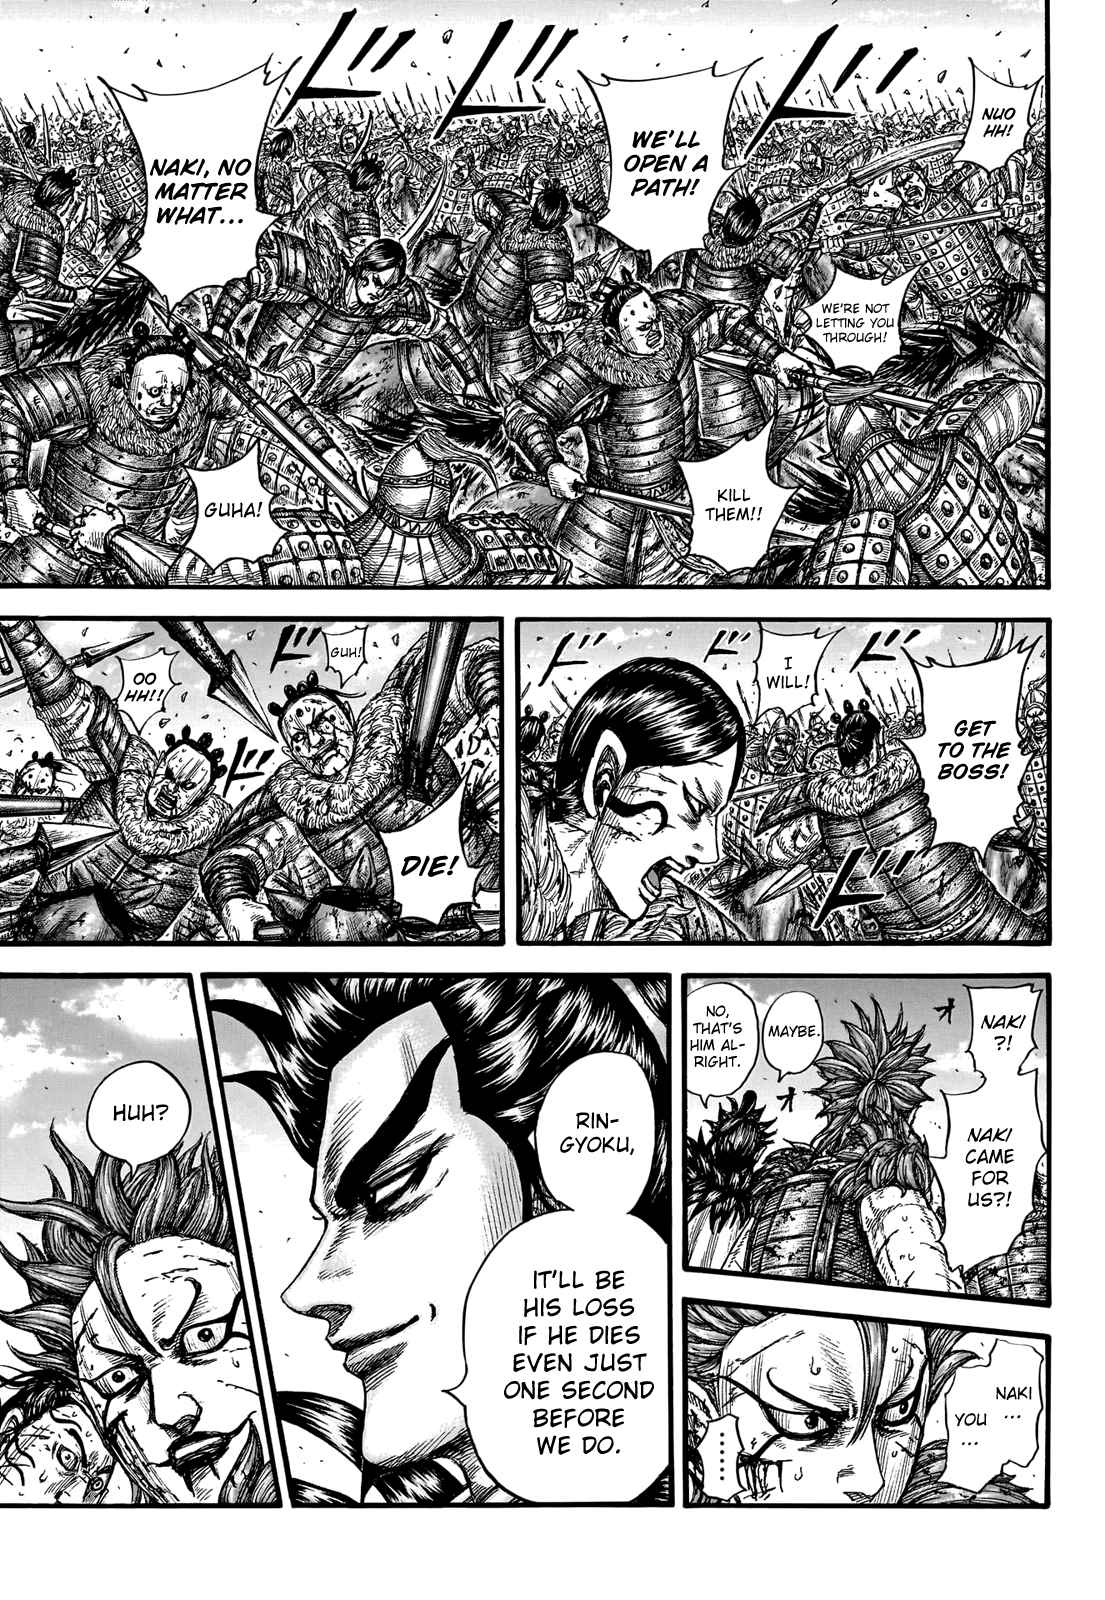 ドドド
NUO
HH!
WE'LL
OPEN A
PATH!
NAKI, NO
MATTER
WHAT...
WE'RE NOT
LETTING YOU
THROUGH!
KILL
THEM!!
GUHA!
GET
TO THE
BOSS!
I
WILL!
ド
ド
GUH!
OO
HH!!
ド
ド
DIE!
NAKI
?!
オ
MAYBE.
NO,
THAT'S
HIM AL-
RIGHT.
オ
NAKI
CAME
FOR
US?!
NAKI
...
YOU
...
.......
RIN-
GYOKU,
IT'LL BE
HIS LOSS
IF HE DIES
EVEN JUST
ONE SECOND
BEFORE
WE DO.
HUH?